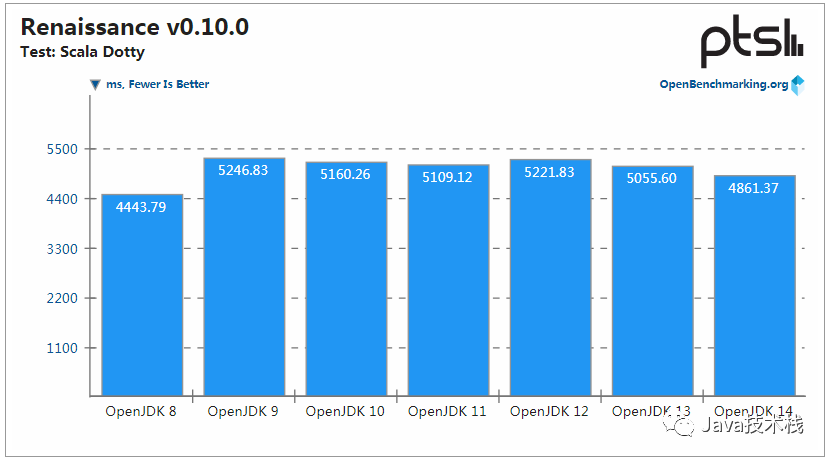 Renaissance v0.10.0
Test: Scala Dotty
ptsl
ms, Fewer Is Better
OpenBenchmarking.org
5500
4400
3300
2200
1100
4443.79
5246.83
5160.26
5109.12
5221.83
5055.60
4861.37
OpenJDK 8
OpenJDK 9
OpenJDK 10
OpenJDK 11
OpenJDK 12
OpenJDK 13
OpenJDK 14
Java技术栈